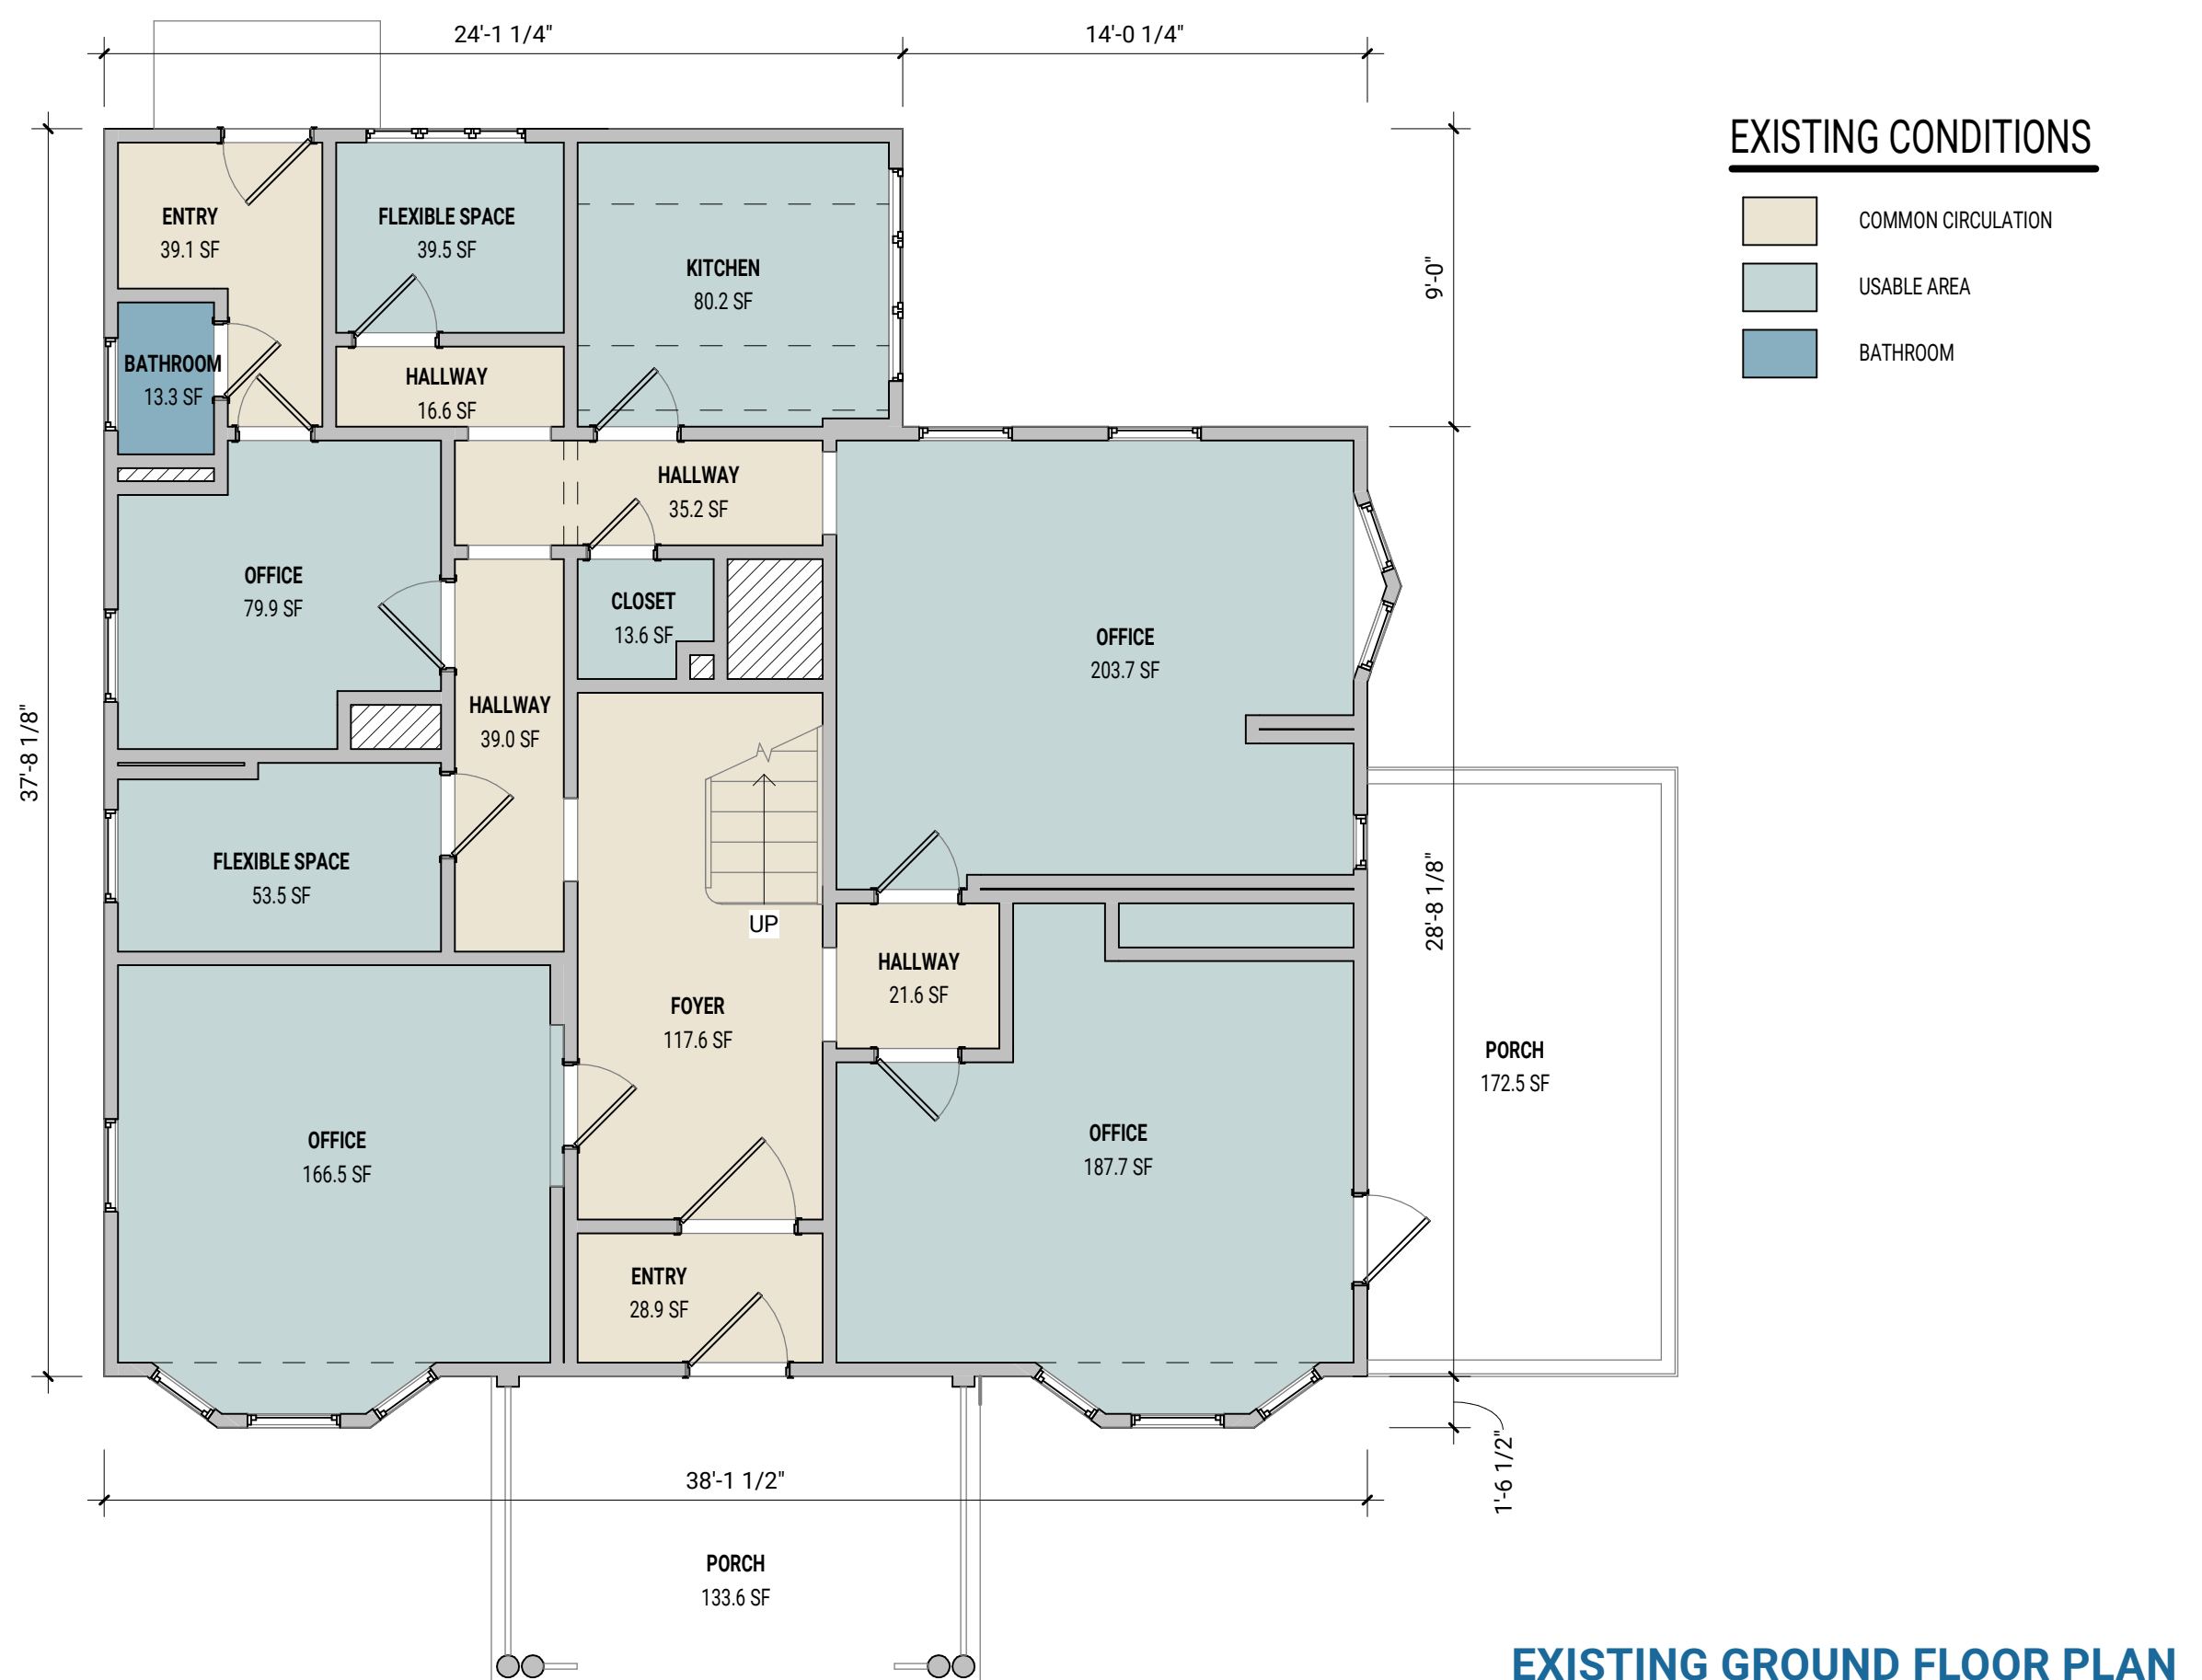 24'-1 1/4"
14'-0 1/4"
EXISTING CONDITIONS
COMMON CIRCULATION
USABLE AREA
BATHROOM
9'-0"
ENTRY
39.1 SF
FLEXIBLE SPACE
39.5 SF
KITCHEN
80.2 SF
BATHROOM
13.3 SF
HALLWAY
16.6 SF
HALLWAY
35.2 SF
OFFICE
79.9 SF
CLOSET
13.6 SF
OFFICE
203.7 SF
HALLWAY
39.0 SF
37'-8 1/8"
FLEXIBLE SPACE
53.5 SF
UP
28'-8 1/8"
HALLWAY
21.6 SF
FOYER
117.6 SF
PORCH
172.5 SF
OFFICE
166.5 SF
OFFICE
187.7 SF
ENTRY
28.9 SF
38'-1 1/2"
1'-6 1/2"
PORCH
133.6 SF
EXISTING GROUND FLOOR PLAN